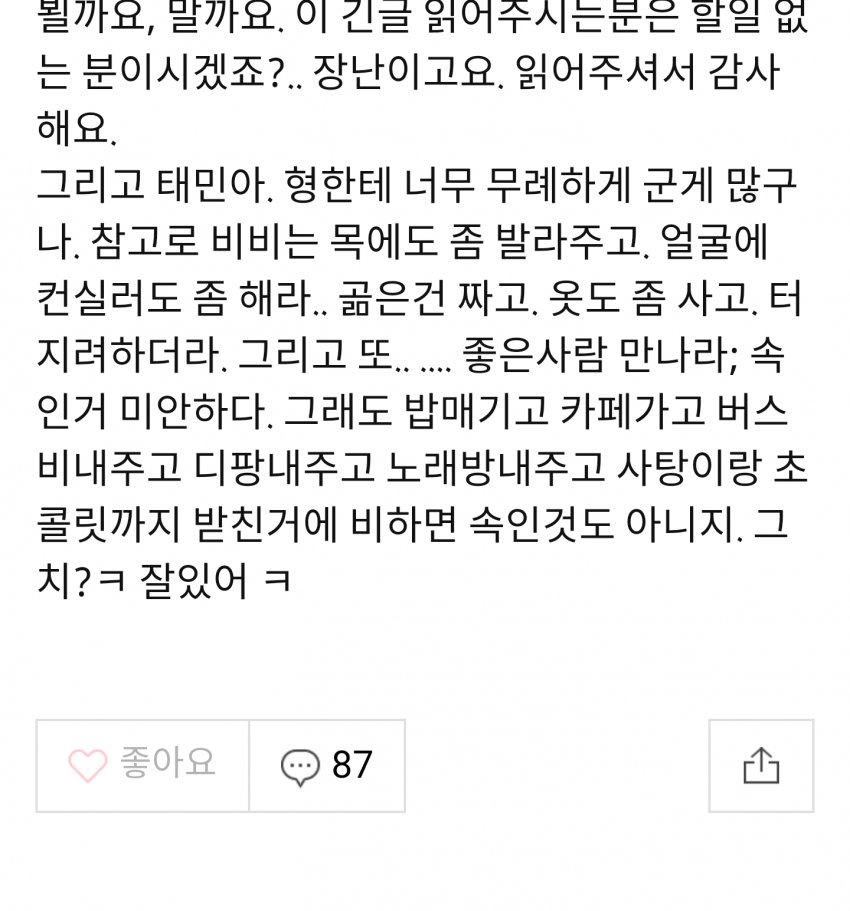 뵐까요, 말까요. 이 긴글 읽어주시는분은 할일 없
는 분이시겠죠?.. 장난이고요. 읽어주셔서 감사
해요.
그리고 태민아. 형한테 너무 무례하게 군게 많구
나. 참고로 비비는 목에도 좀 발라주고. 얼굴에
컨실러도 좀 해라.. 곪은건 짜고. 옷도 좀 사고. 터
지려하더라. 그리고 또.. .... 좋은사람 만나라; 속
인거 미안하다. 그래도 밥매기고 카페가고 버스
비내주고 디팡내주고 노래방내주고 사탕이랑 초
콜릿까지 받친거에 비하면 속인것도 아니지. 그
치?ㅋ 잘있어 ㅋ
좋아요 87